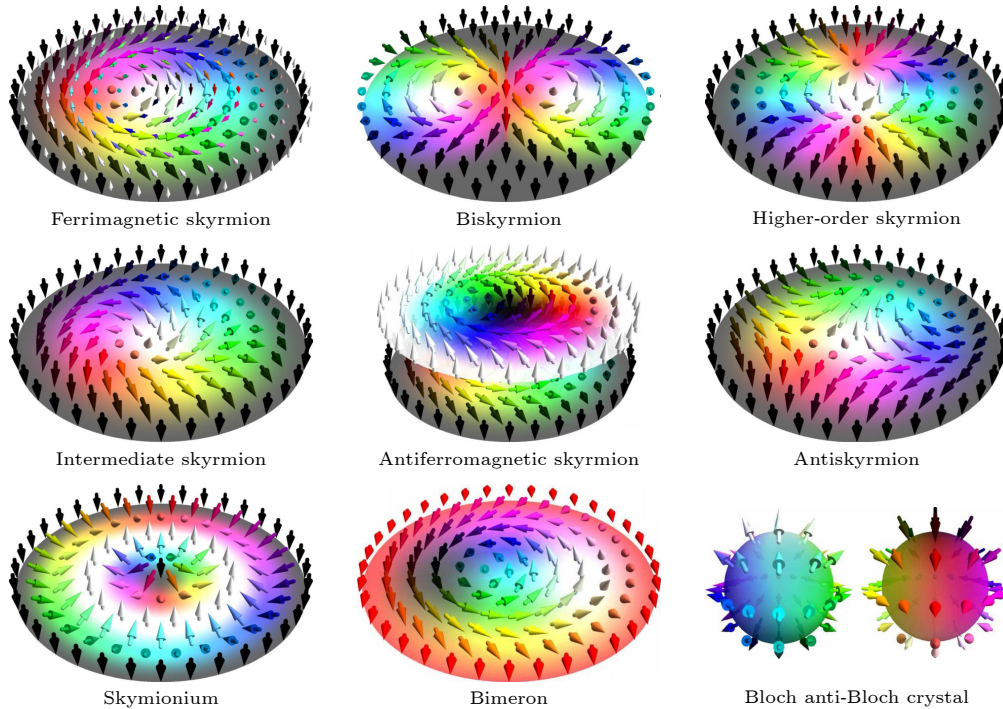 Ferrimagnetic skyrmion
Biskyrmion
Higher-order skyrmion
Intermediate skyrmion
Antiferromagnetic skyrmion
Antiskyrmion
Skymionium
Bimeron
Bloch anti-Bloch crystal